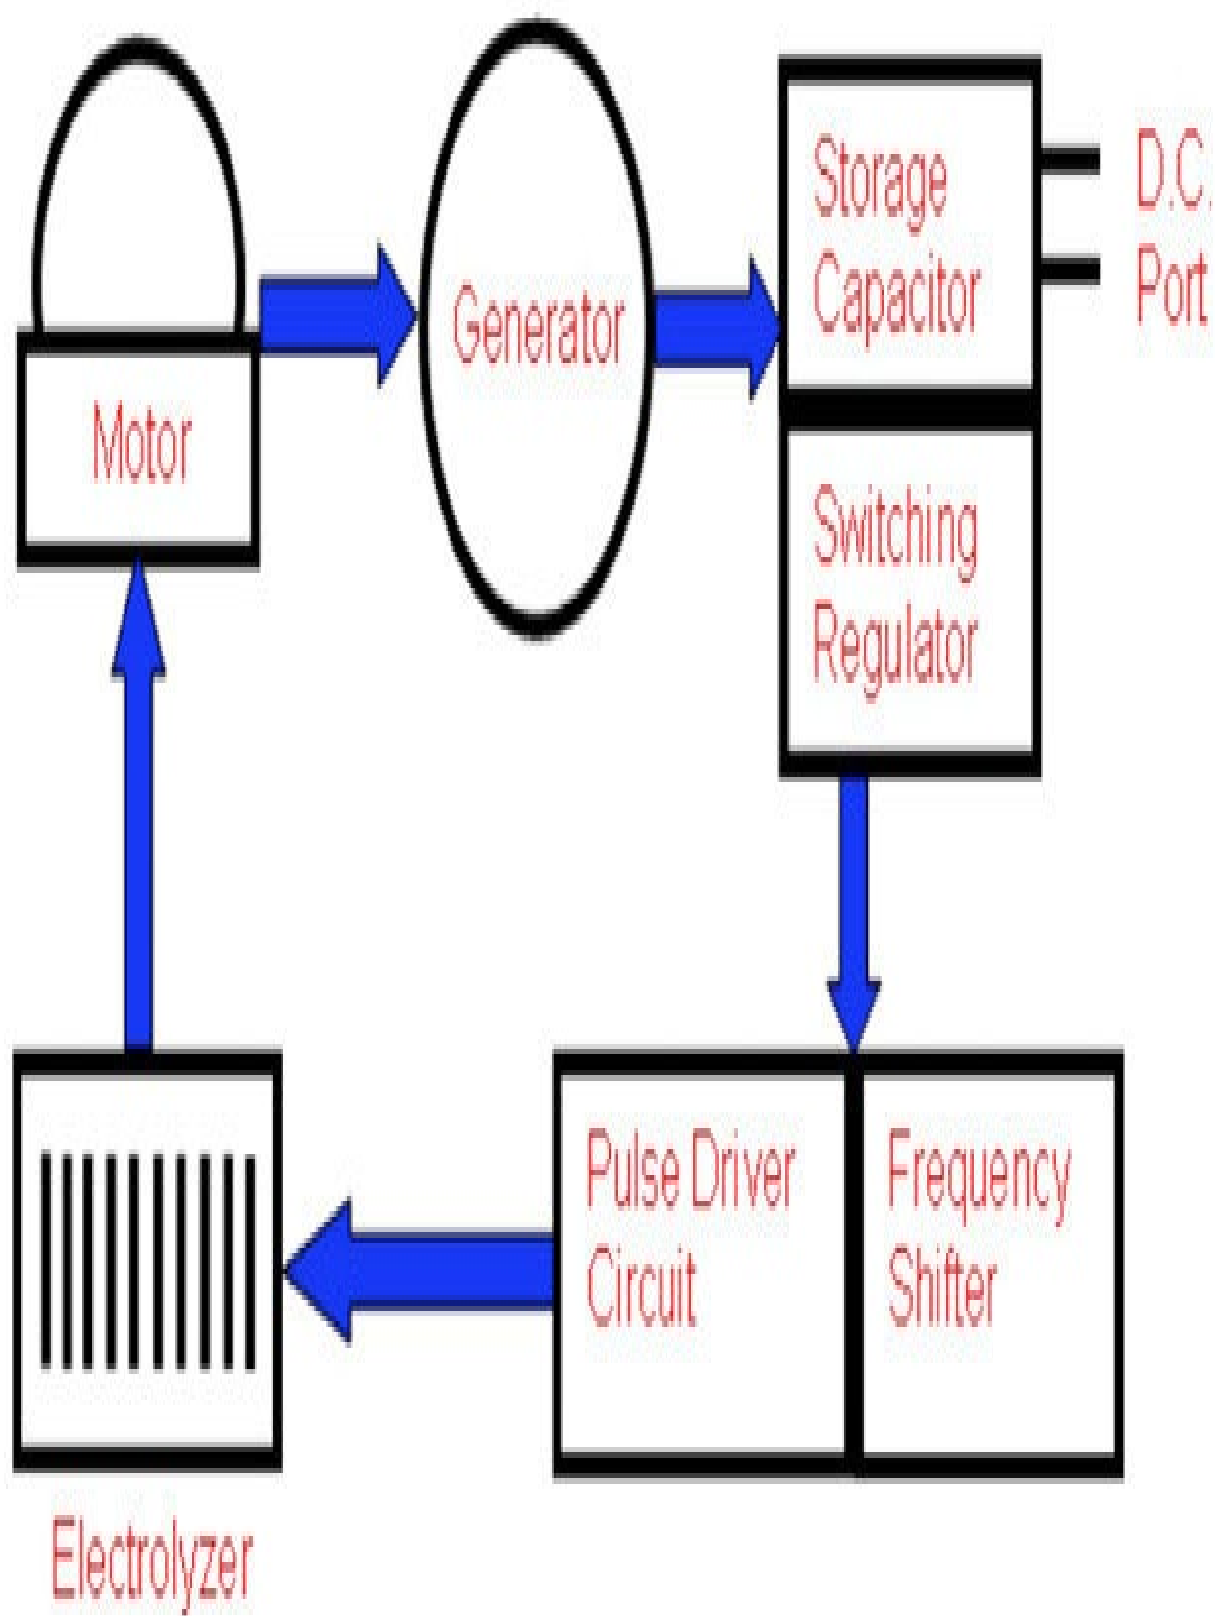 Storage
Capacitor
D.C.
Port
Generator
Motor
Switching
Regulator
Pulse Driver
Circuit
Frequency
Shifter
Electrolyzer